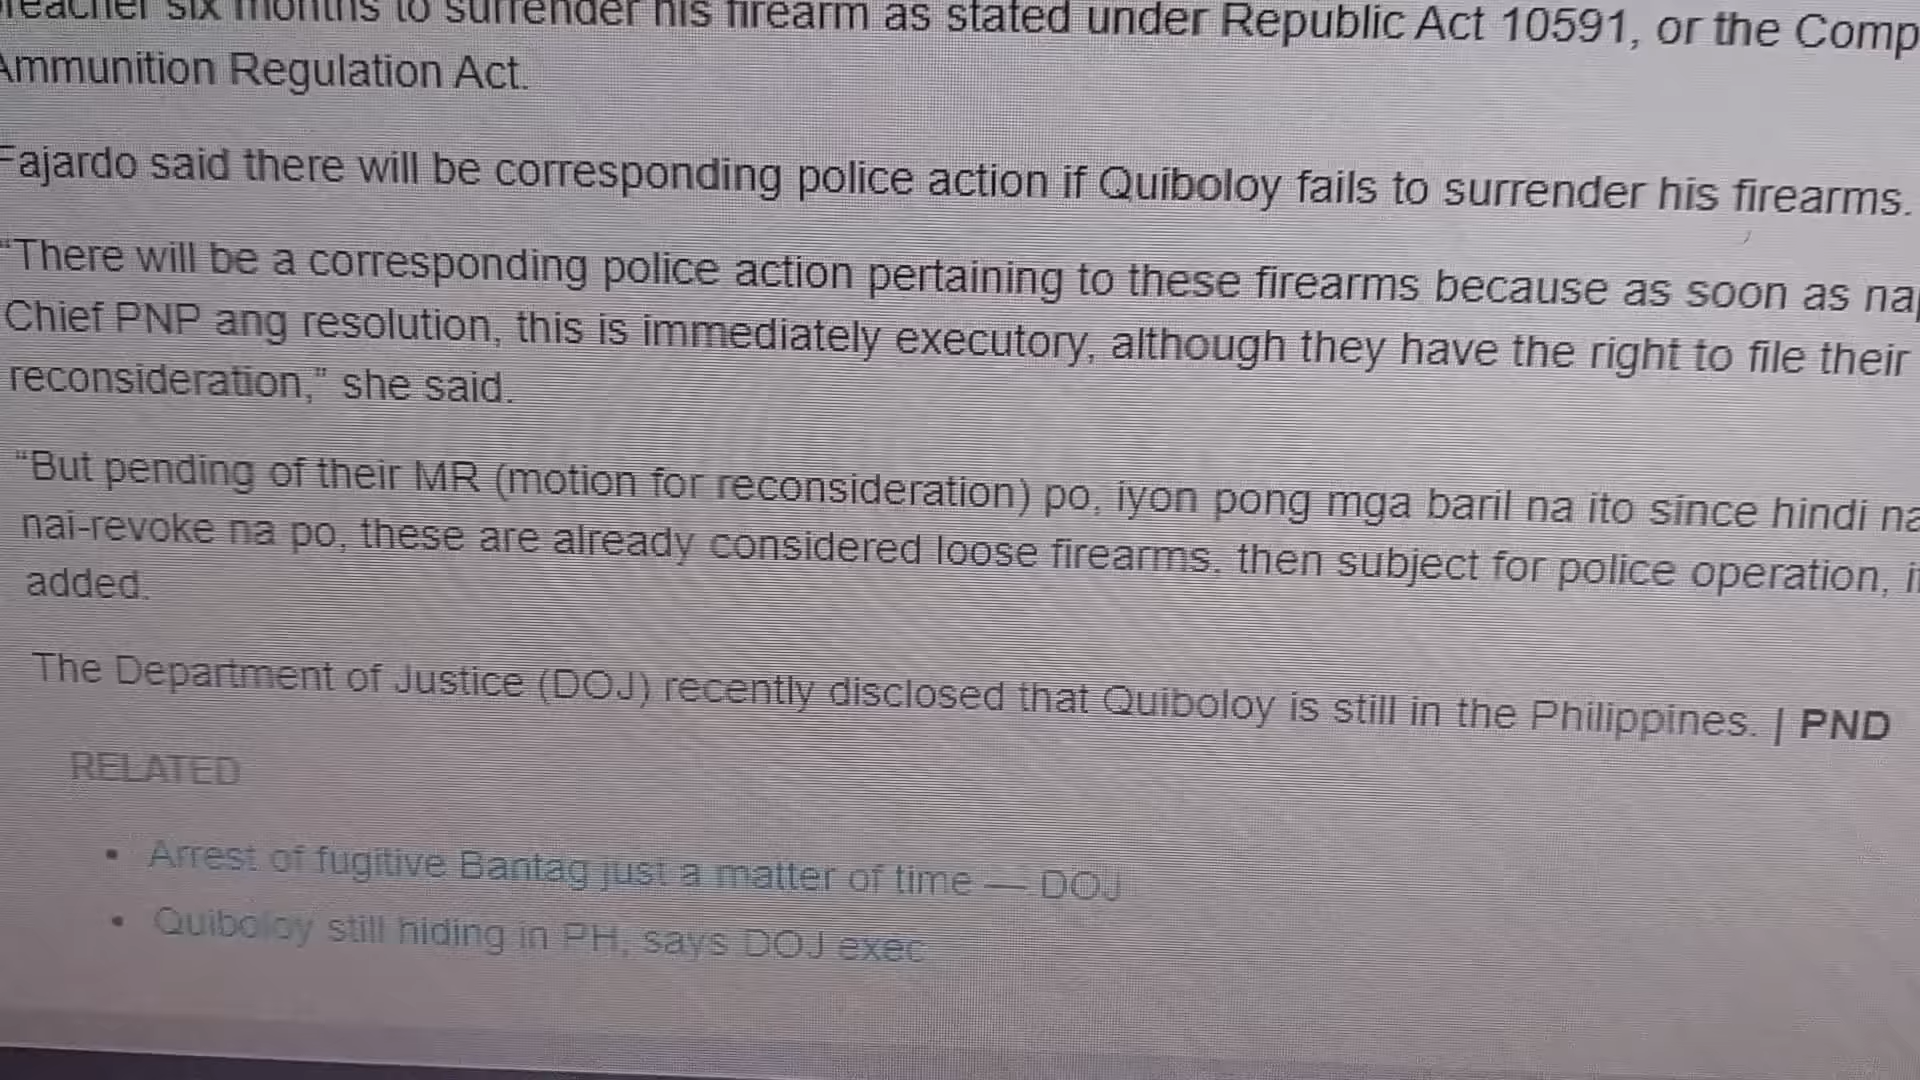 six months to surrender his firearm as stated under Republic Act 10591, or the
Ammunition Regulation Act.
Fajardo said there will be corresponding police action if Quiboloy fails to surrender his firearms.
"There will be a corresponding police action pertaining to these firearms because as soon as
Chief PNP ang resolution, this is immediately executory, although they have the right to file their
reconsideration," she said.
"But pending of their MR (motion for reconsideration) po, iyon pong mga baril na ito since hindi
nai-revoke na po, these are already considered loose firearms, then subject for police operation,
added.
The Department of Justice (DOJ) recently disclosed that Quiboloy is still in the Philippines. | PND
RELATED
• Arrest of fugitive Bantag just a matter of time — DOJ
• Quiboloy still hiding in PH, says DOJ exec